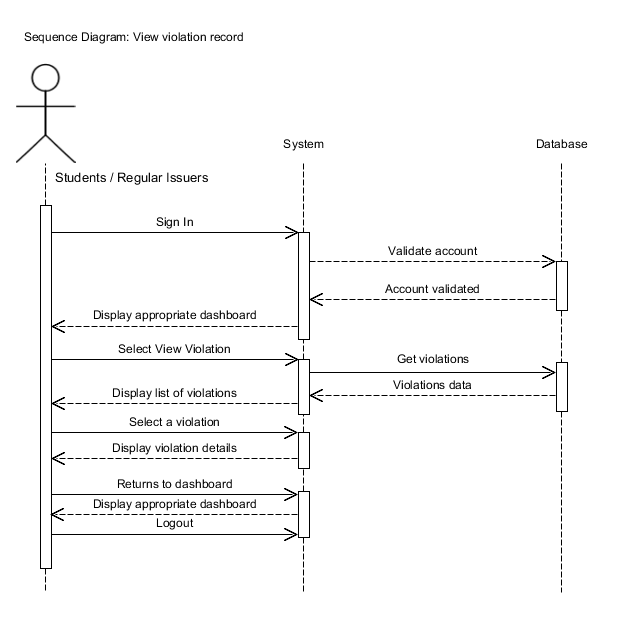 Sequence Diagram: View violation record
System
Database
Students / Regular Issuers
Sign In
Validate account
Account validated
Display appropriate dashboard
Select View Violation
Get violations
Violations data
Display list of violations
Select a violation
Display violation details
Returns to dashboard
Display appropriate dashboard
Logout